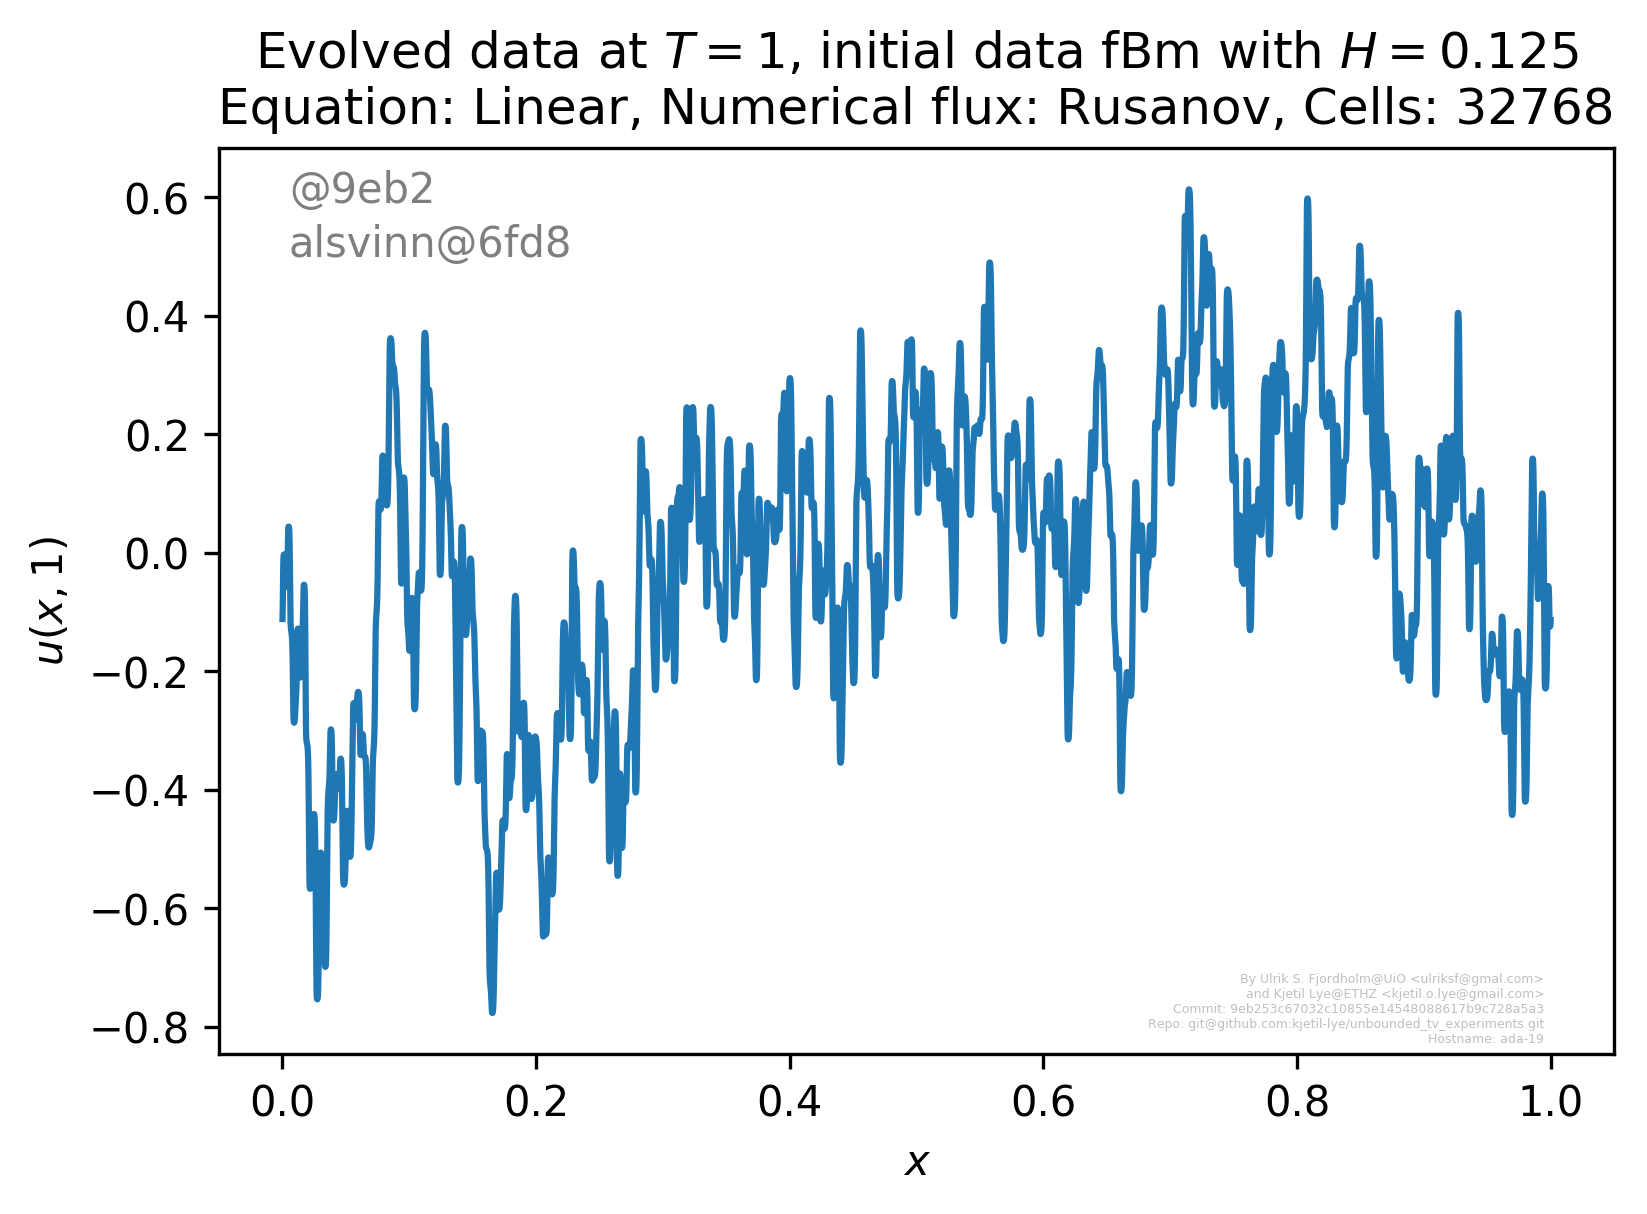 Evolved data at T = 1, initial data fBm with H = 0.125
Equation: Linear, Numerical flux: Rusanov, Cells: 32768
@9eb2
alsvinn@6fd8
0.6
0.4
0.2
0.0
−0.2
−0.4
−0.6
−0.8
u(x, 1)
By Ulrik S. Fjordholm@UiO <ulriksf@gmal.com>
and Kjetil Lye@ETHZ <kjetil.o.lye@gmail.com>
Commit: 9eb253c67032c10855e14548088617b9c728a5a3
Repo: git@github.com:kjetil-lye/unbounded_tv_experiments.git
Hostname: ada-19
0.0 0.2 0.4 0.6 0.8 1.0
x